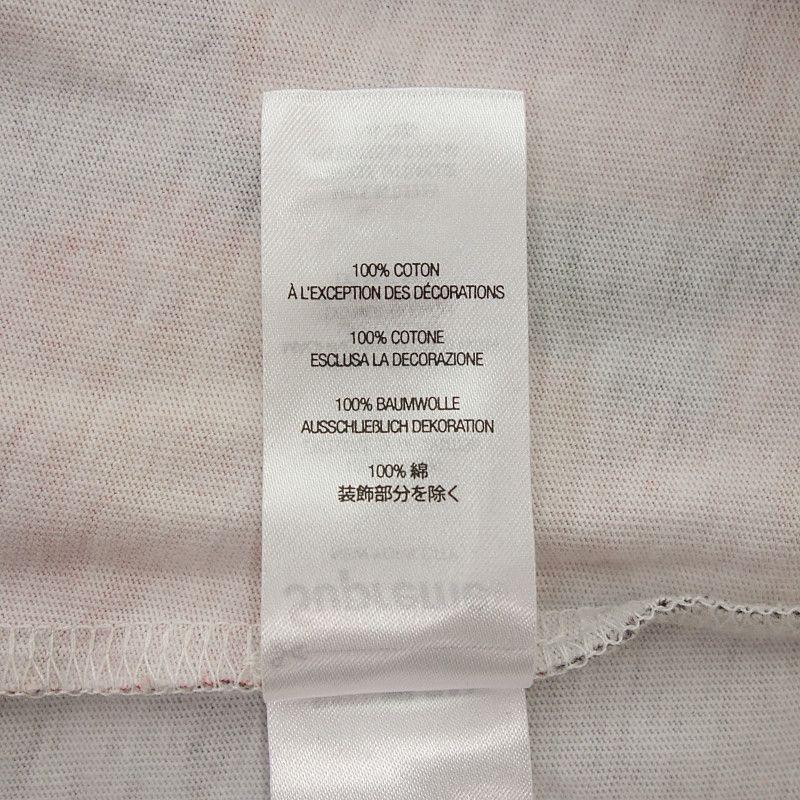 100% COTON
À L'EXCEPTION DES DÉCORATIONS
100% COTONE
ESCLUSA LA DECORAZIONE
100% BAUMWOLLE
AUSSCHLIEßLICH DEKORATION
100% 綿
装飾部分を除く